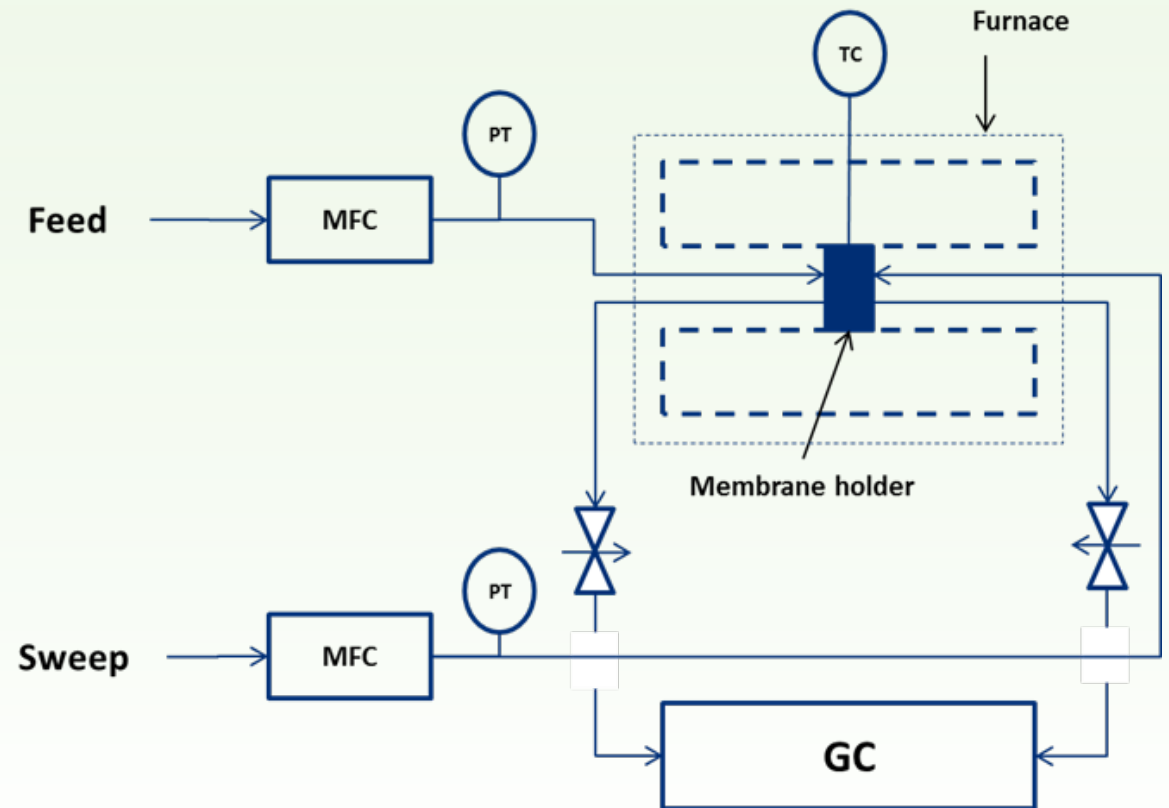 Furnace
TC
PT
Feed
MFC
Membrane holder
PT
Sweep
MFC
GC